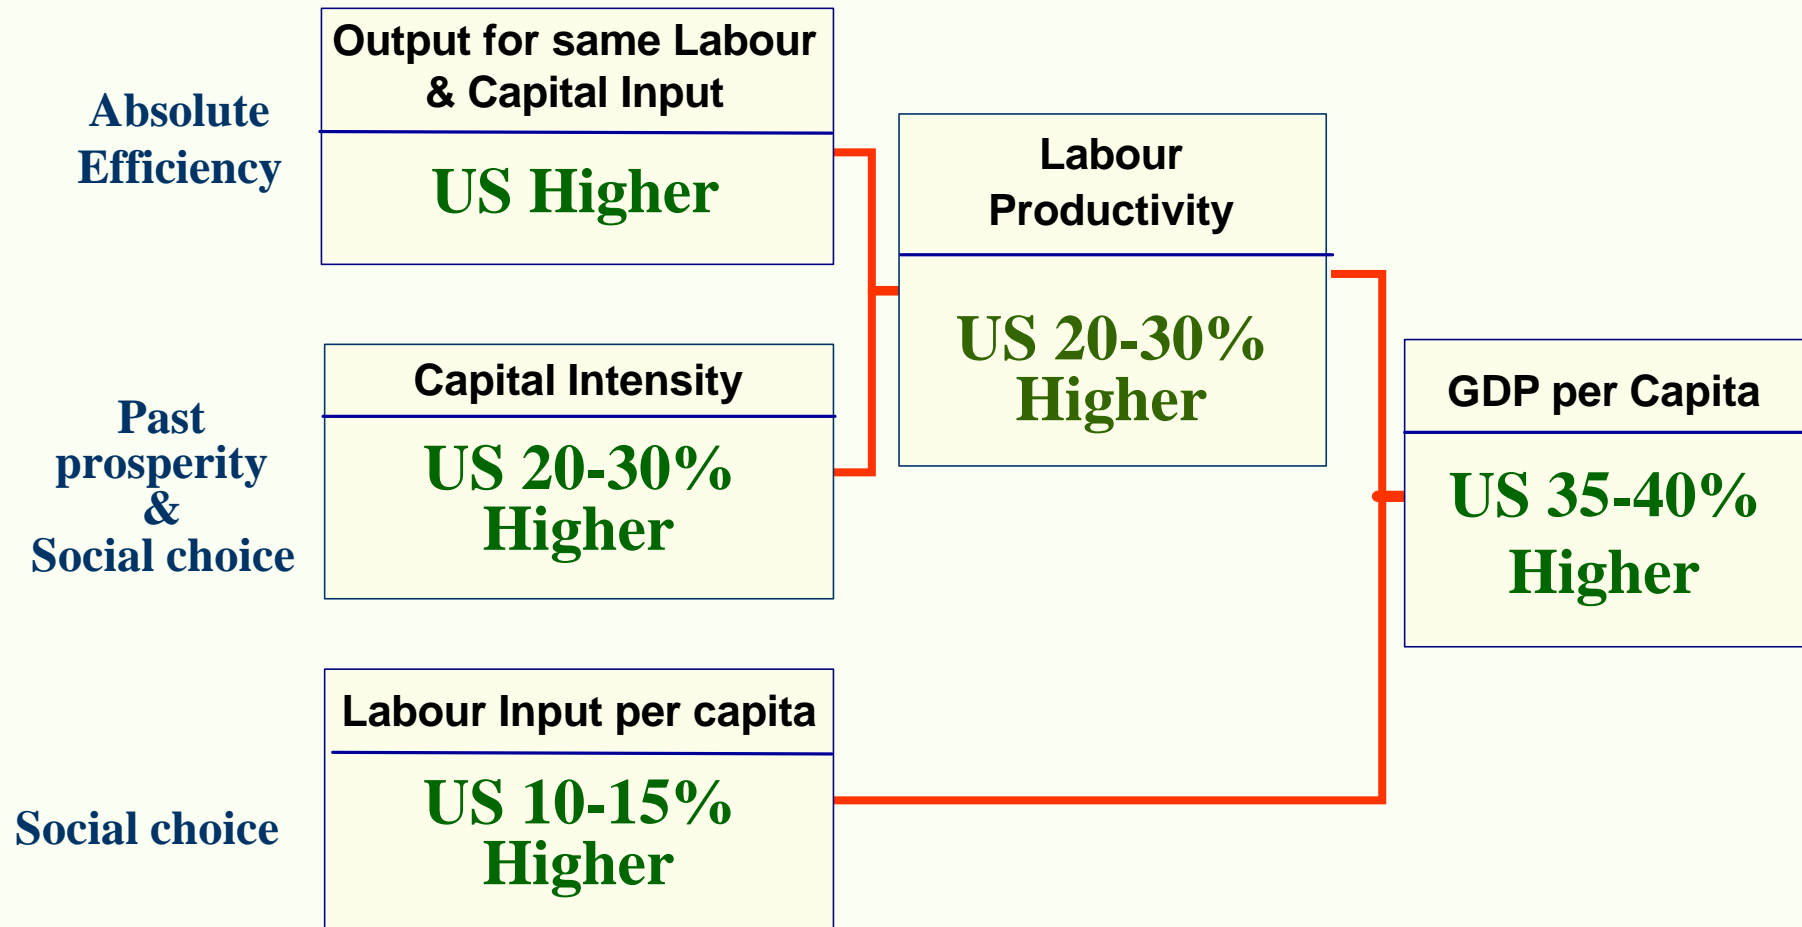 Absolute
Efficiency
Output for same Labour
& Capital Input
US Higher
Past
prosperity
&
Social choice
Capital Intensity
US 20-30%
Higher
Social choice
Labour Input per capita
US 10-15%
Higher
Labour
Productivity
US 20-30%
Higher
GDP per Capita
US 35-40%
Higher